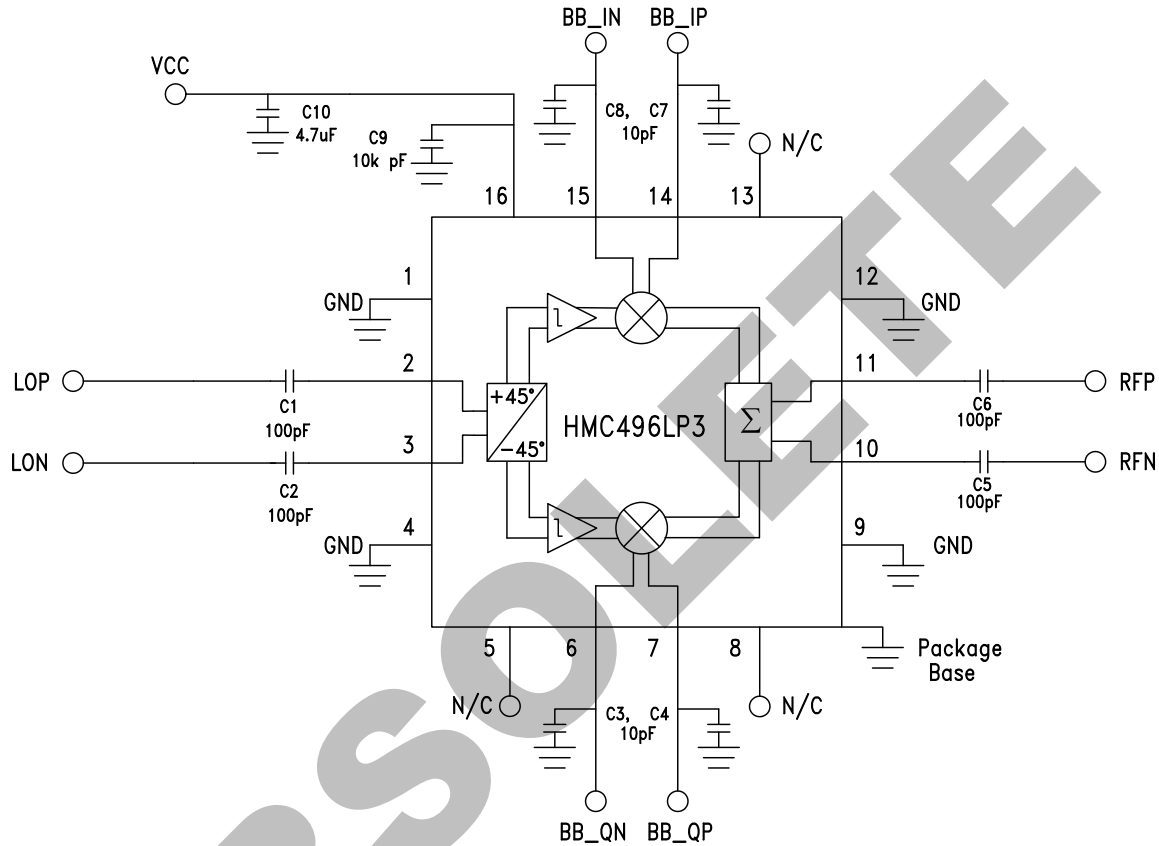 BB_IN BB_IP
VCC
C10
4.7uF
C9
10k pF
C8, C7
10pF
N/C
16 15 14 13
1 12
GND GND
2 11
LOP RFP
C1
100pF
C6
100pF
+45°
-45°
HMC496LP3
Σ
3 10
LON RFN
C2
100pF
C5
100pF
4 9
GND GND
5 6 7 8
Package
Base
N/C N/C
C3, C4
10pF
BB_QN BB_QP
OBSOLETE